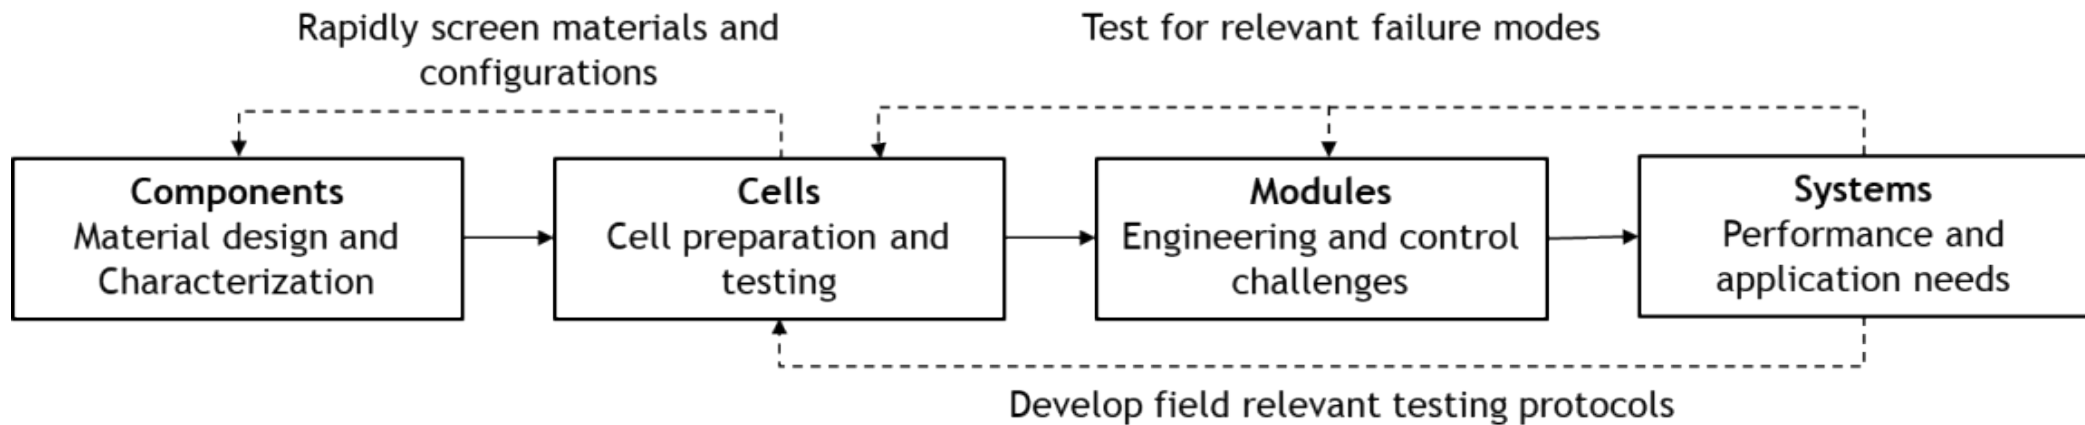 Rapidly screen materials and
configurations
Test for relevant failure modes
Components
Material design and
Characterization
Cells
Cell preparation and
testing
Modules
Engineering and control
challenges
Systems
Performance and
application needs
Develop field relevant testing protocols